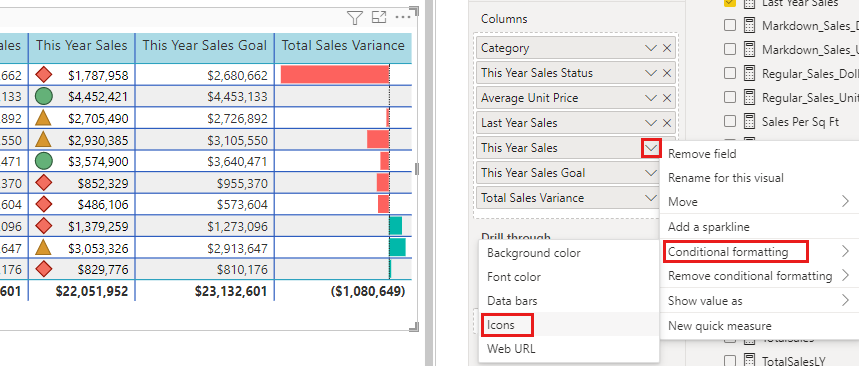 ales This Year Sales This Year Sales Goal Total Sales Variance
,662 $1,787,958 $2,680,662
,133 $4,452,421 $4,453,133
,892 $2,705,490 $2,726,892
,550 $2,930,385 $3,105,550
,471 $3,574,900 $3,640,471
,370 $852,329 $955,370
,604 $486,106 $573,604
,096 $1,379,259 $1,273,096
,647 $3,053,326 $2,913,647
,176 $829,776 $810,176
,601 $22,051,952 $23,132,601 ($1,080,649)
Columns
Category
This Year Sales Status
Average Unit Price
Last Year Sales
This Year Sales
This Year Sales Goal
Total Sales Variance
Drill through
Last Year Sales
Markdown_Sales_D
Markdown_Sales_
Regular_Sales_Doll
Regular_Sales_Unit
Sales Per Sq Ft
Remove field
Rename for this visual
Move
Add a sparkline
Conditional formatting
Remove conditional formatting
Show value as
New quick measure
Background color
Font color
Data bars
Icons
Web URL
TotalSales
TotalSalesLY